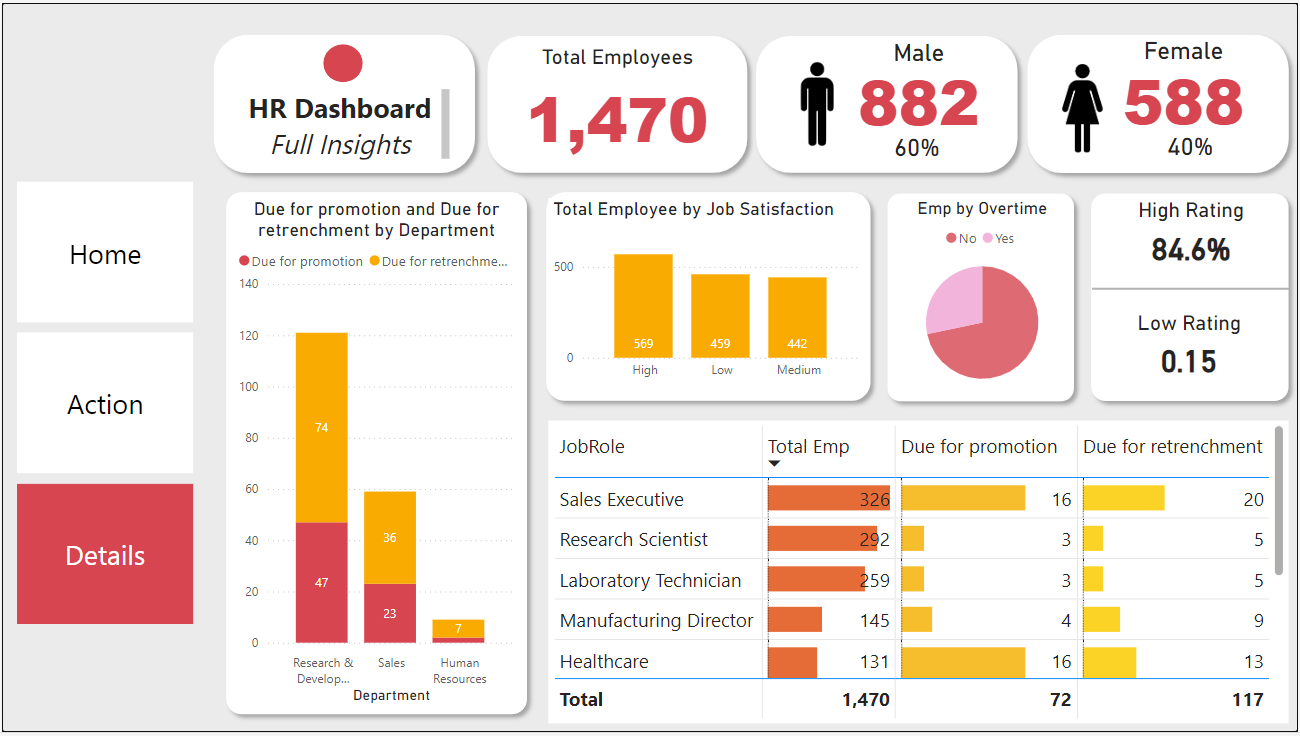 HR Dashboard
Full Insights
Total Employees
1,470
Male
882
60%
Female
588
40%
Home
Action
Details
Due for promotion and Due for
retrenchment by Department
Due for promotion Due for retrenchme...
140
120
100
80
60
40
20
0
74
47
36
23
7
Research &
Develop...
Sales
Human
Resources
Department
Total Employee by Job Satisfaction
500
0
569
459
442
High
Low
Medium
Emp by Overtime
No Yes
High Rating
84.6%
Low Rating
0.15
JobRole Total Emp Due for promotion Due for retrenchment
Sales Executive 326 16 20
Research Scientist 292 3 5
Laboratory Technician 259 3 5
Manufacturing Director 145 4 9
Healthcare 131 16 13
Total 1,470 72 117